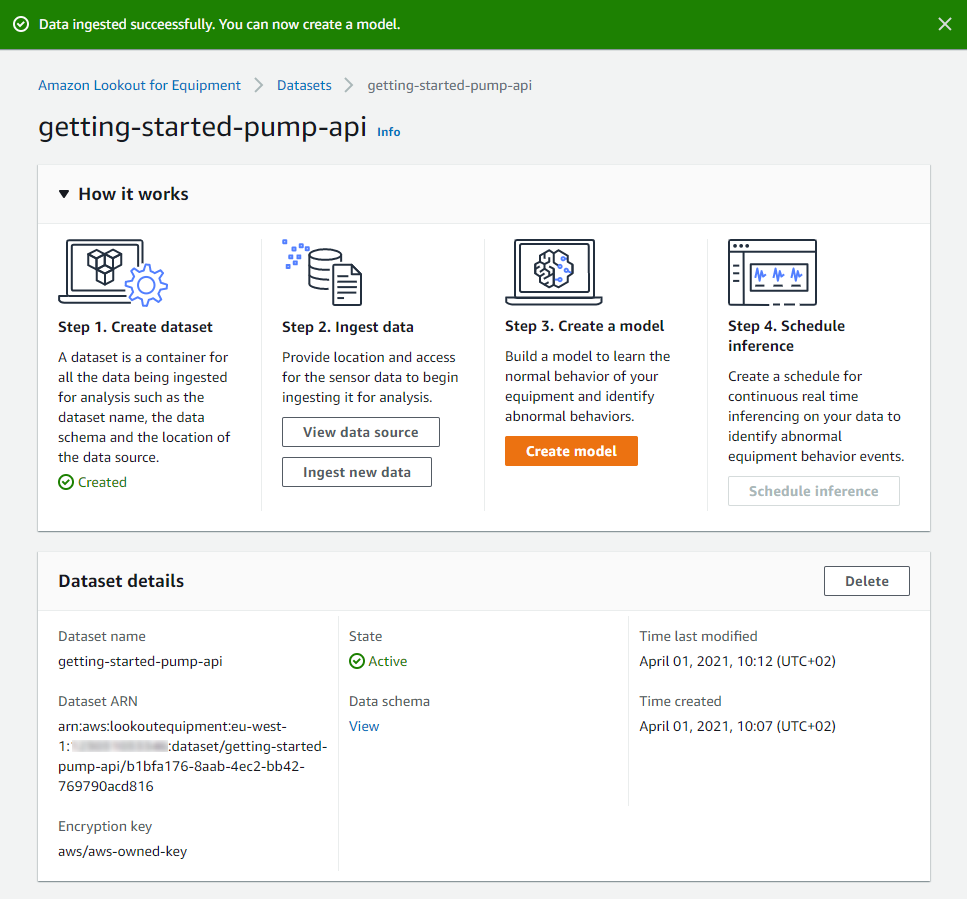 Data ingested succeessfully. You can now create a model.
Amazon Lookout for Equipment > Datasets > getting-started-pump-api
getting-started-pump-api Info
How it works
Step 1. Create dataset
A dataset is a container for
all the data being ingested
for analysis such as the
dataset name, the data
schema and the location of
the data source.
Created
Step 2. Ingest data
Provide location and access
for the sensor data to begin
ingesting it for analysis.
View data source
Ingest new data
Step 3. Create a model
Build a model to learn the
normal behavior of your
equipment and identify
abnormal behaviors.
Create model
Step 4. Schedule
inference
Create a schedule for
continuous real time
inferencing on your data to
identify abnormal
equipment behavior events.
Schedule inference
Dataset details
Delete
Dataset name
getting-started-pump-api
Dataset ARN
arn:aws:lookoutequipment:eu-west-
1: :dataset/getting-started-
pump-api/b1bfa176-8aab-4ec2-bb42-
769790acd816
Encryption key
aws/aws-owned-key
State
Active
Data schema
View
Time last modified
April 01, 2021, 10:12 (UTC+02)
Time created
April 01, 2021, 10:07 (UTC+02)